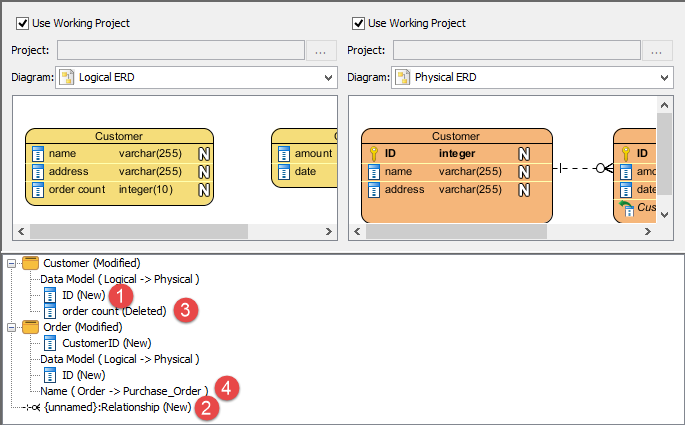 Use Working Project
Project:
...
Diagram: Logical ERD
Customer
name varchar(255) N
address varchar(255) N
order count integer(10) N
amount
date
Use Working Project
Project:
...
Diagram: Physical ERD
Customer
ID integer N
name varchar(255) N
address varchar(255) N
ID
amo
date
Cus
Customer (Modified)
Data Model ( Logical -> Physical )
ID (New) 1
order count (Deleted) 3
Order (Modified)
CustomerID (New)
Data Model ( Logical -> Physical )
ID (New)
Name ( Order -> Purchase_Order ) 4
{unnamed}:Relationship (New) 2